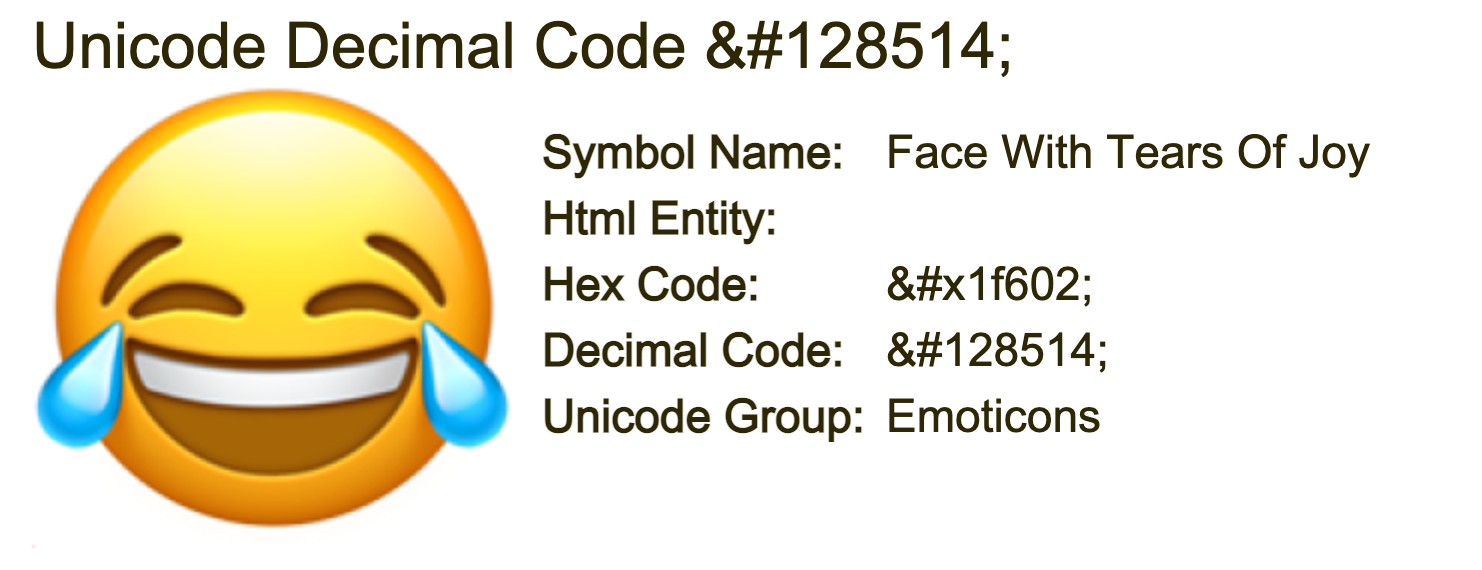 Unicode Decimal Code &#128514;
Symbol Name: Face With Tears Of Joy
Html Entity:
Hex Code: &#x1f602;
Decimal Code: &#128514;
Unicode Group: Emoticons